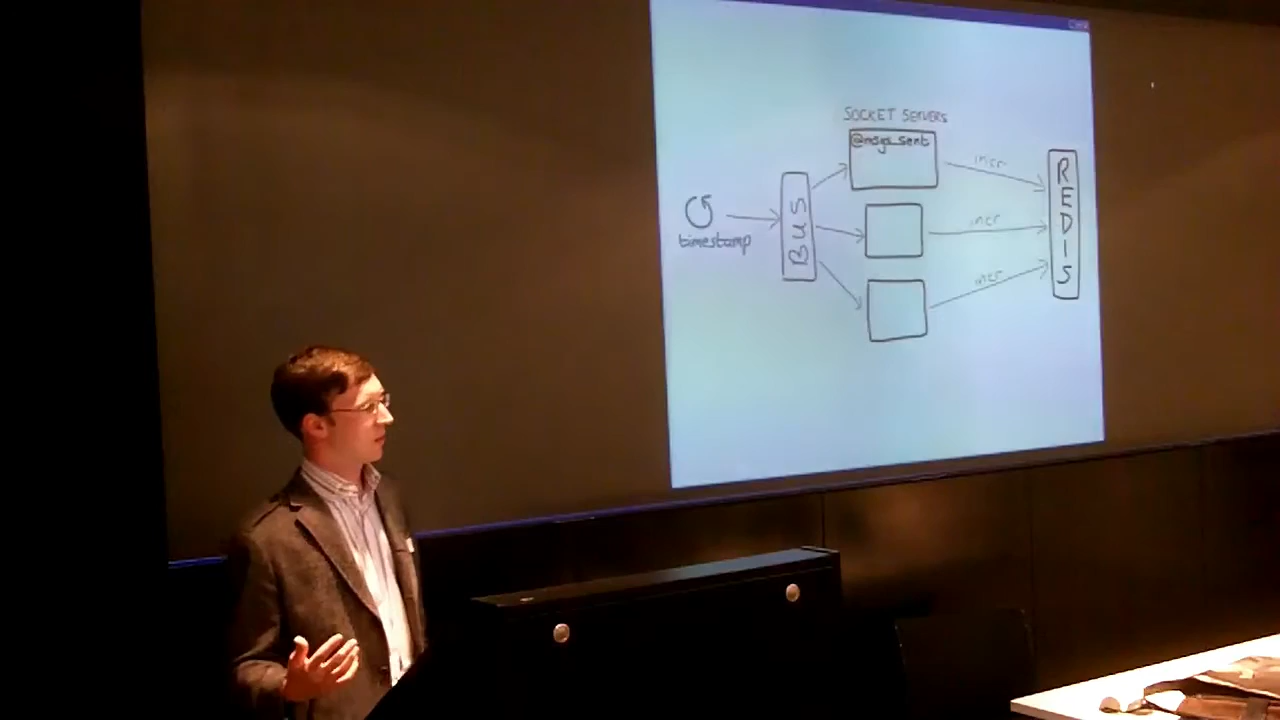 SOCKET SERVERS
@msgs_sent
incr
timestamp
BUS
incr
incr
REDIS